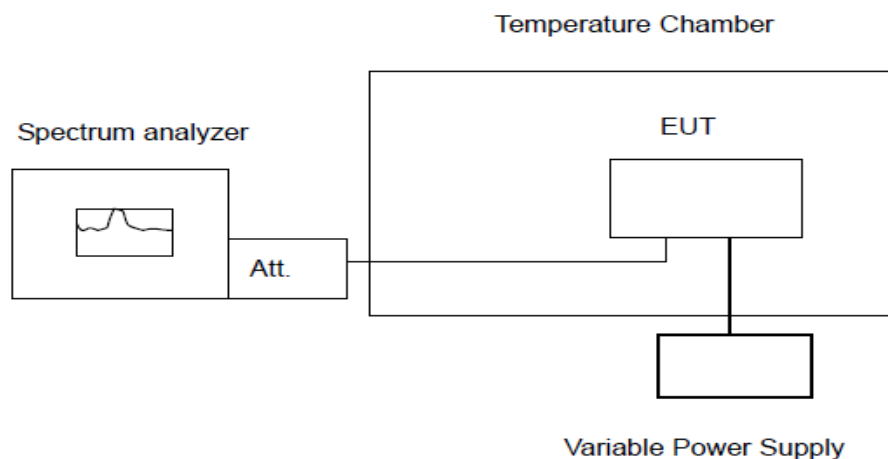 Temperature Chamber
Spectrum analyzer
EUT
Att.
Variable Power Supply